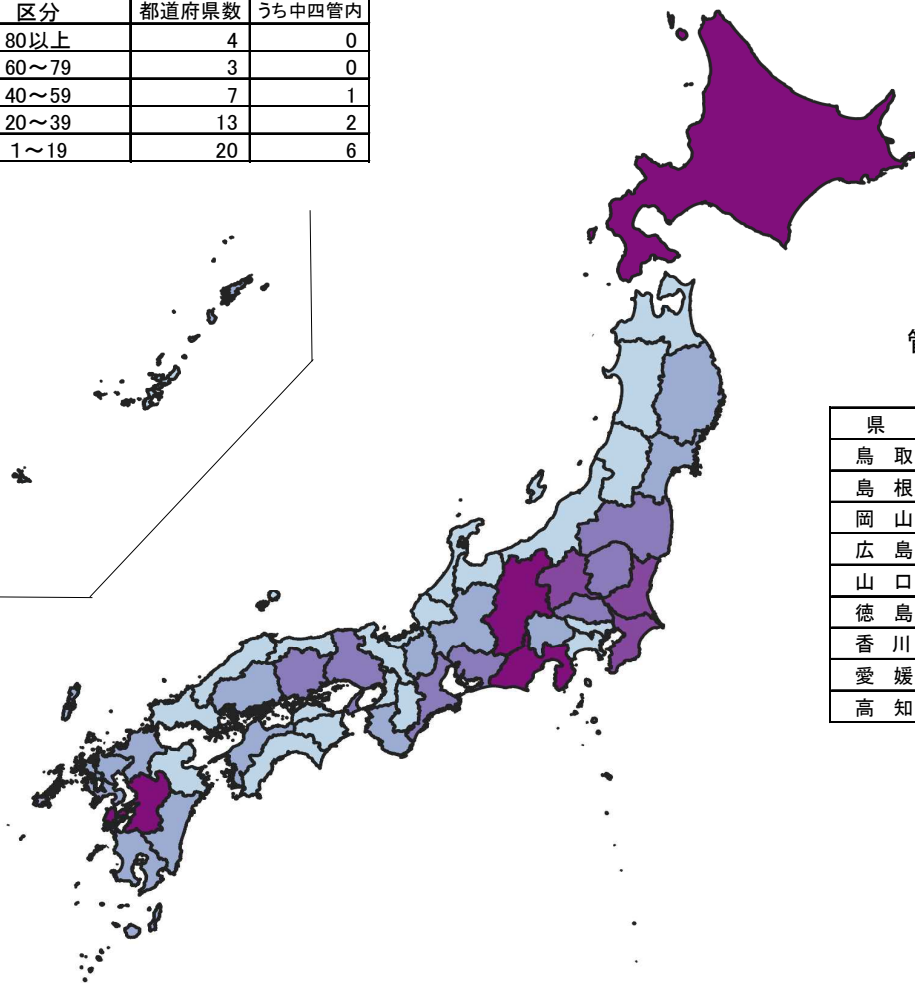 区分 都道府県数 うち中四管内
80以上 4 0
60～79 3 0
40～59 7 1
20～39 13 2
1～19 20 6
県
鳥 取
島 根
岡 山
広 島
山 口
徳 島
香 川
愛 媛
高 知